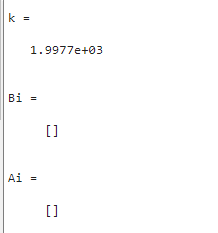 k =
1.9977e+03
Bi =
[]
Ai =
[]